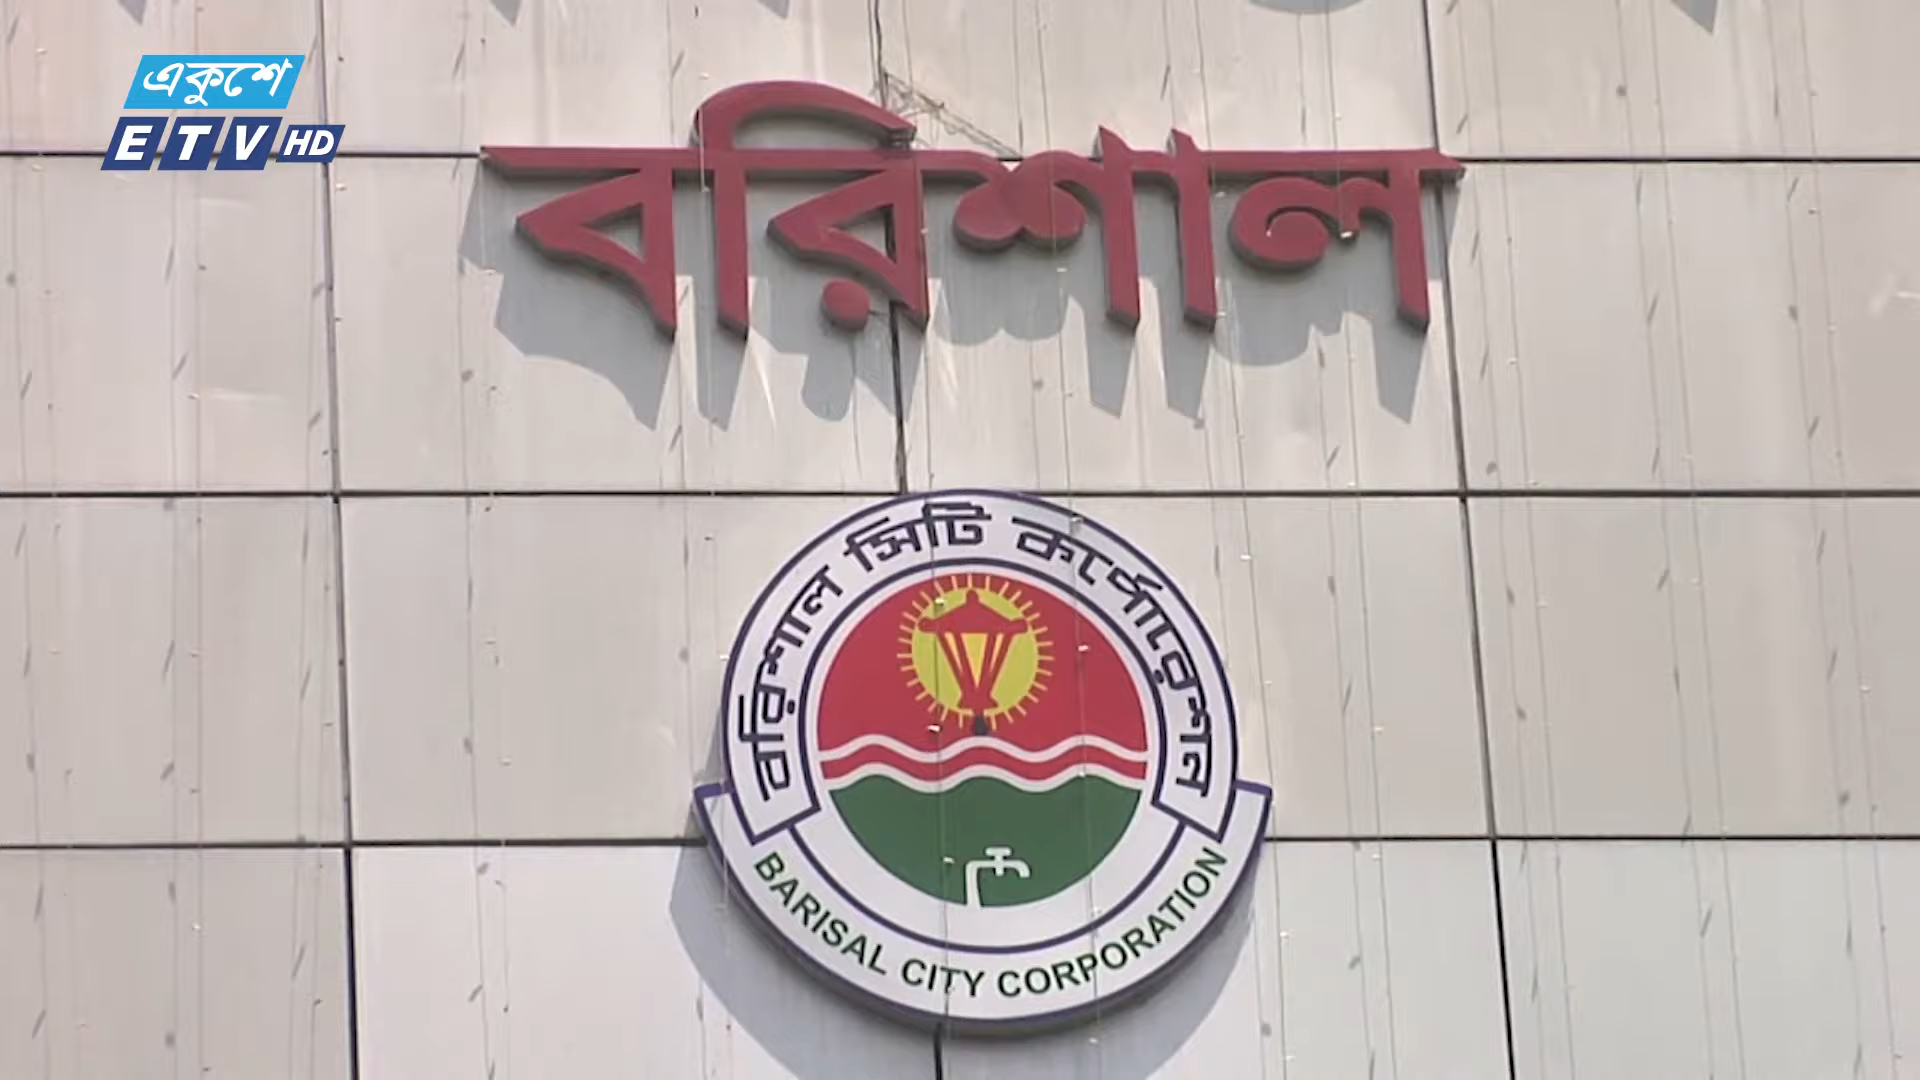 একুশে
ETV HD
বরিশাল
বরিশাল সিটি কর্পোরেশন
BARISAL CITY CORPORATION